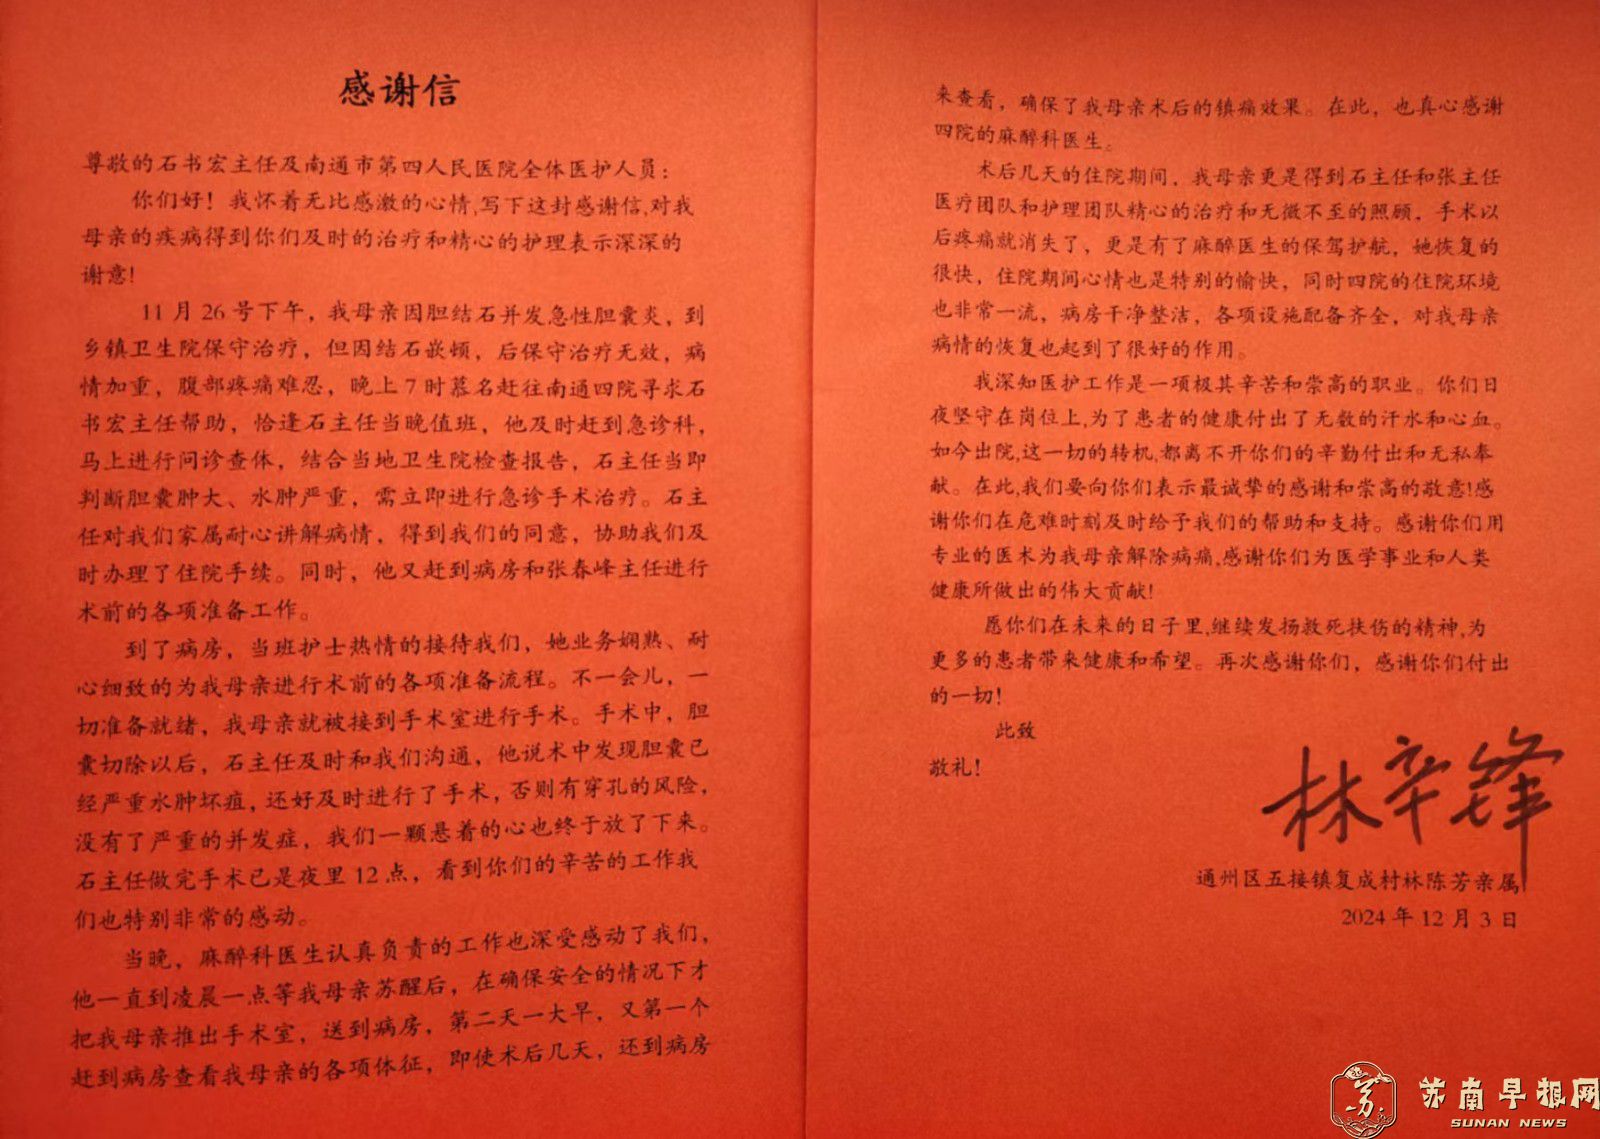 感谢信
尊敬的石书宏主任及南通市第四人民医院全体医护人员：
你们好！我怀着无比感激的心情,写下这封感谢信,对我
母亲的疾病得到你们及时的治疗和精心的护理表示深深的
谢意!
11 月 26 号下午，我母亲因胆结石并发急性胆囊炎，到
乡镇卫生院保守治疗，但因结石嵌顿，后保守治疗无效，病
情加重，腹部疼痛难忍，晚上 7 时慕名赶往南通四院寻求石
书宏主任帮助，恰逢石主任当晚值班，他及时赶到急诊科，
马上进行问诊查体，结合当地卫生院检查报告，石主任当即
判断胆囊肿大、水肿严重，需立即进行急诊手术治疗。石主
任对我们家属耐心讲解病情，得到我们的同意，协助我们及
时办理了住院手续。同时，他又赶到病房和张春峰主任进行
术前的各项准备工作。
到了病房，当班护士热情的接待我们，她业务娴熟、耐
心细致的为我母亲进行术前的各项准备流程。不一会儿，一
切准备就绪，我母亲就被接到手术室进行手术。手术中，胆
囊切除以后，石主任及时和我们沟通，他说术中发现胆囊已
经严重水肿坏疽，还好及时进行了手术，否则有穿孔的风险，
没有了严重的并发症，我们一颗悬着的心也终于放了下来。
石主任做完手术已是夜里 12 点，看到你们的辛苦的工作我
们也特别非常的感动。
当晚，麻醉科医生认真负责的工作也深受感动了我们，
他一直到凌晨一点等我母亲苏醒后，在确保安全的情况下才
把我母亲推出手术室，送到病房，第二天一大早，又第一个
赶到病房查看我母亲的各项体征，即使术后几天，还到病房
来查看，确保了我母亲术后的镇痛效果。在此，也真心感谢
四院的麻醉科医生。
术后几天的住院期间，我母亲更是得到石主任和张主任
医疗团队和护理团队精心的治疗和无微不至的照顾，手术以
后疼痛就消失了，更是有了麻醉医生的保驾护航，她恢复的
很快，住院期间心情也是特别的愉快，同时四院的住院环境
也非常一流，病房干净整洁，各项设施配备齐全，对我母亲
病情的恢复也起到了很好的作用。
我深知医护工作是一项极其辛苦和崇高的职业。你们日
夜坚守在岗位上,为了患者的健康付出了无数的汗水和心血。
如今出院,这一切的转机,都离不开你们的辛勤付出和无私奉
献。在此,我们要向你们表示最诚挚的感谢和崇高的敬意!感
谢你们在危难时刻及时给予我们的帮助和支持。感谢你们用
专业的医术为我母亲解除病痛,感谢你们为医学事业和人类
健康所做出的伟大贡献!
愿你们在未来的日子里,继续发扬救死扶伤的精神,为
更多的患者带来健康和希望。再次感谢你们，感谢你们付出
的一切!
此致
敬礼!
林辛锋
通州区五接镇复成村林陈芳亲属
2024 年 12 月 3 日
苏南早报网
SUNAN NEWS